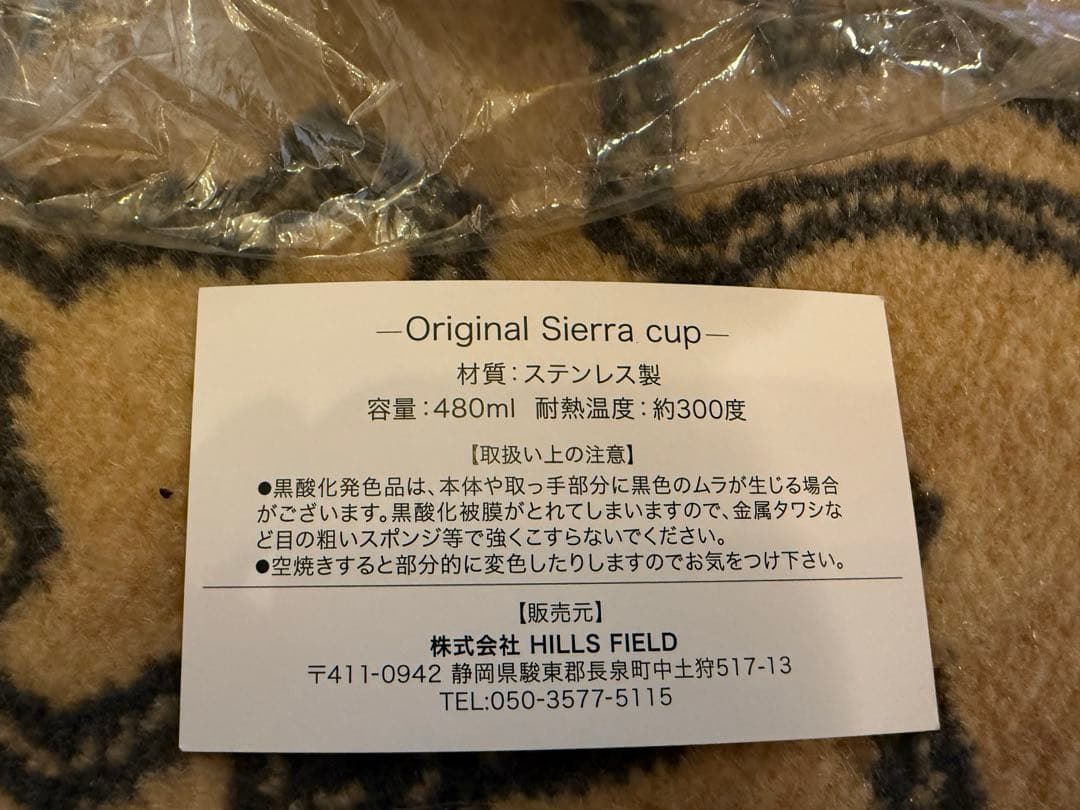 —Original Sierra cup—
材質：ステンレス製
容量：480ml 耐熱温度：約300度
【取扱い上の注意】
●黒酸化発色品は、本体や取っ手部分に黒色のムラが生じる場合
がございます。黒酸化被膜がとれてしまいますので、金属タワシな
ど目の粗いスポンジ等で強くこすらないでください。
●空焼きすると部分的に変色したりしますのでお気をつけ下さい。
【販売元】
株式会社 HILLS FIELD
〒411-0942 静岡県駿東郡長泉町中土狩517-13
TEL:050-3577-5115